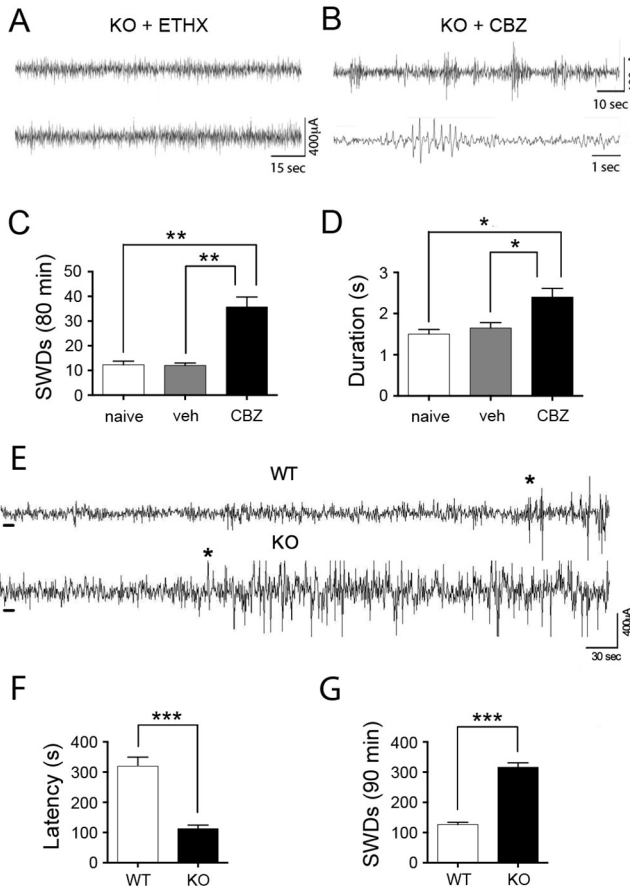 A
KO + ETHX
B
KO + CBZ
10 sec
400μA
15 sec
1 sec
C
**
**
SWDs (80 min)
50
40
30
20
10
0
naive
veh
CBZ
D
*
*
Duration (s)
3
2
1
0
naive
veh
CBZ
E
WT
*
KO
*
400μA
30 sec
F
***
Latency (s)
400
300
200
100
0
WT
KO
G
***
SWDs (90 min)
400
300
200
100
0
WT
KO